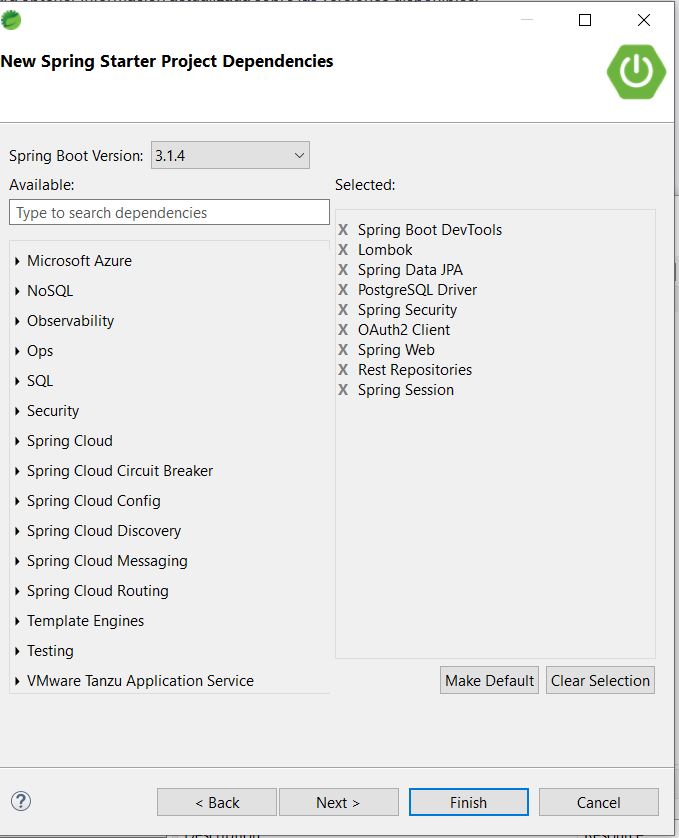 New Spring Starter Project Dependencies
Spring Boot Version: 3.1.4
Available:
Type to search dependencies
Microsoft Azure
NoSQL
Observability
Ops
SQL
Security
Spring Cloud
Spring Cloud Circuit Breaker
Spring Cloud Config
Spring Cloud Discovery
Spring Cloud Messaging
Spring Cloud Routing
Template Engines
Testing
VMware Tanzu Application Service
Selected:
X Spring Boot DevTools
X Lombok
X Spring Data JPA
X PostgreSQL Driver
X Spring Security
X OAuth2 Client
X Spring Web
X Rest Repositories
X Spring Session
Make Default Clear Selection
? < Back Next > Finish Cancel